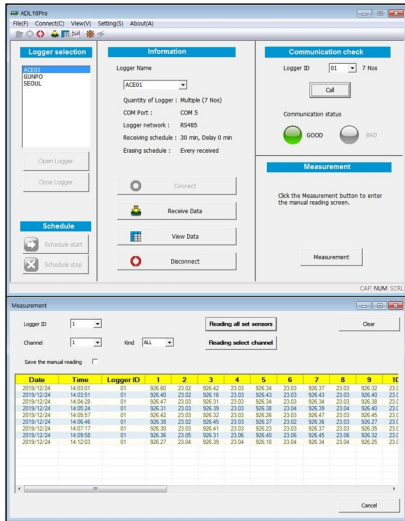 ADL16Pro
File(F) Connect(C) View(V) Setting(S) About(A)
Logger selection
ACE01
GUNPO
SEOUL
Open Logger
Close Logger
Schedule
Schedule start
Schedule stop
Information
Logger Name
ACE01
Quantity of Logger : Multiple (7 Nos)
COM Port : COM 5
Logger network : RS485
Receiving schedule : 30 min, Delay 0 min
Erasing schedule : Every received
Connect
Receive Data
View Data
Disconnect
Communication check
Logger ID 01 7 Nos
Call
Communication status
GOOD BAD
Measurement
Click the Measurement button to enter
the manual reading screen.
Measurement
CAP NUM SCRL
Measurement
Logger ID 1 Reading all set sensors Clear
Channel 1 Kind ALL Reading select channel
Save the manual reading
Date Time Logger ID 1 2 3 4 5 6 7 8 9 10
2019/12/24 14:03:01 01 926.60 23.02 926.42 23.03 926.34 23.03 926.37 23.03 926.32 23.0
2019/12/24 14:03:51 01 926.40 23.02 926.16 23.03 926.43 23.03 926.43 23.03 926.40 23.0
2019/12/24 14:04:28 01 926.47 23.03 926.31 23.03 926.34 23.03 926.47 23.03 926.38 23.0
2019/12/24 14:05:24 01 926.31 23.03 926.39 23.03 926.38 23.04 926.39 23.04 926.40 23.0
2019/12/24 14:05:57 01 926.42 23.03 926.32 23.03 926.26 23.03 926.47 23.03 926.45 23.0
2019/12/24 14:06:46 01 926.38 23.02 926.45 23.03 926.37 23.02 926.36 23.03 926.27 23.0
2019/12/24 14:07:17 01 926.30 23.03 926.41 23.03 926.23 23.03 926.37 23.03 926.35 23.0
2019/12/24 14:09:58 01 926.36 23.05 926.31 23.06 926.40 23.06 926.45 23.06 926.32 23.0
2019/12/24 14:12:03 01 926.27 23.04 926.39 23.04 926.18 23.04 926.34 23.04 926.25 23.0
Cancel